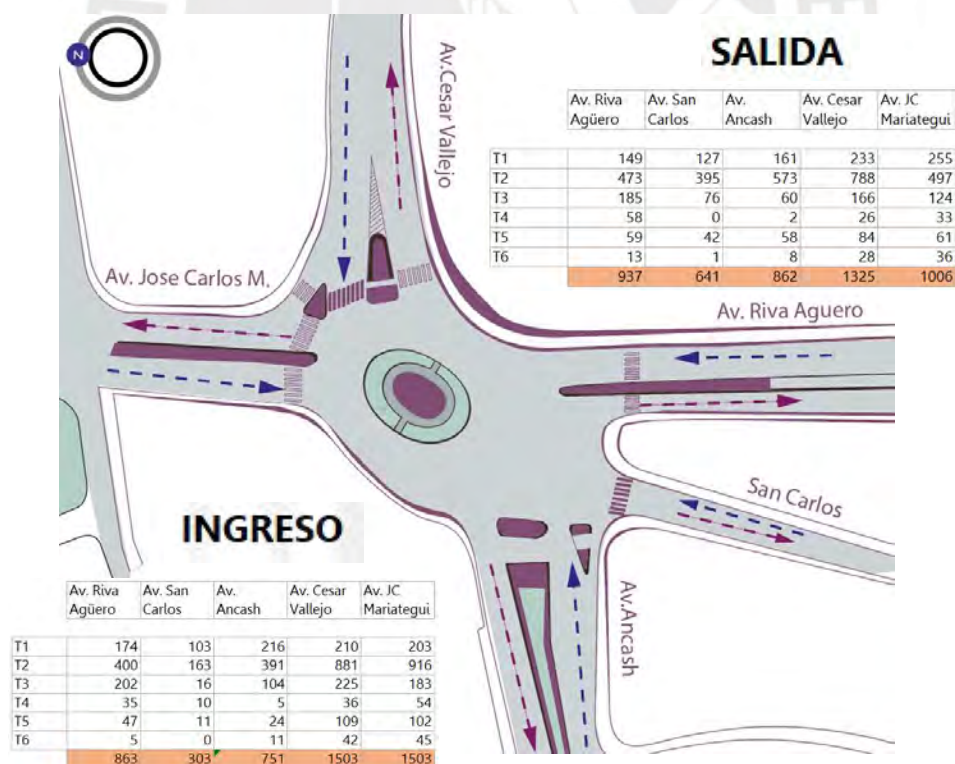 N
Av.Cesar Vallejo
SALIDA
Av. Riva Agüero Av. San Carlos Av. Ancash Av. Cesar Vallejo Av. JC Mariategui
T1 149 127 161 233 255
T2 473 395 573 788 497
T3 185 76 60 166 124
T4 58 0 2 26 33
T5 59 42 58 84 61
T6 13 1 8 28 36
937 641 862 1325 1006
Av. Jose Carlos M.
Av. Riva Aguero
San Carlos
Av.Ancash
INGRESO
Av. Riva Agüero Av. San Carlos Av. Ancash Av. Cesar Vallejo Av. JC Mariategui
T1 174 103 216 210 203
T2 400 163 391 881 916
T3 202 16 104 225 183
T4 35 10 5 36 54
T5 47 11 24 109 102
T6 5 0 11 42 45
863 303 751 1503 1503